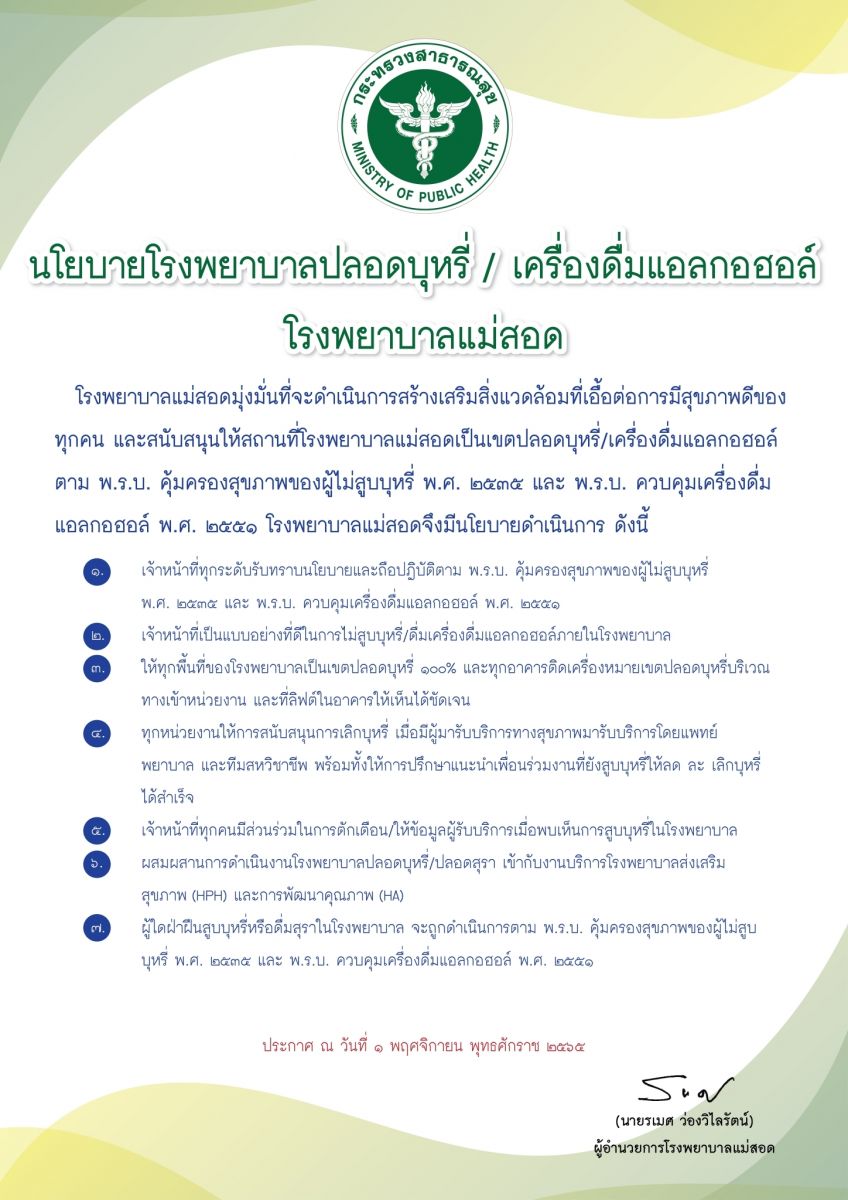 กระทรวงสาธารณสุข
MINISTRY OF PUBLIC HEALTH
นโยบายโรงพยาบาลปลอดบุหรี่ / เครื่องดื่มแอลกอฮอล์
โรงพยาบาลแม่สอด
โรงพยาบาลแม่สอดมุ่งมั่นที่จะดำเนินการสร้างเสริมสิ่งแวดล้อมที่เอื้อต่อการมีสุขภาพดีของ
ทุกคน และสนับสนุนให้สถานที่โรงพยาบาลแม่สอดเป็นเขตปลอดบุหรี่/เครื่องดื่มแอลกอฮอล์
ตาม พ.ร.บ. คุ้มครองสุขภาพของผู้ไม่สูบบุหรี่ พ.ศ. ๒๕๓๕ และ พ.ร.บ. ควบคุมเครื่องดื่ม
แอลกอฮอล์ พ.ศ. ๒๕๕๑ โรงพยาบาลแม่สอดจึงมีนโยบายดำเนินการ ดังนี้
๑. เจ้าหน้าที่ทุกระดับรับทราบนโยบายและถือปฏิบัติตาม พ.ร.บ. คุ้มครองสุขภาพของผู้ไม่สูบบุหรี่
พ.ศ. ๒๕๓๕ และ พ.ร.บ. ควบคุมเครื่องดื่มแอลกอฮอล์ พ.ศ. ๒๕๕๑
๒. เจ้าหน้าที่เป็นแบบอย่างที่ดีในการไม่สูบบุหรี่/ดื่มเครื่องดื่มแอลกอฮอล์ภายในโรงพยาบาล
๓. ให้ทุกพื้นที่ของโรงพยาบาลเป็นเขตปลอดบุหรี่ ๑๐๐% และทุกอาคารติดเครื่องหมายเขตปลอดบุหรี่บริเวณ
ทางเข้าหน่วยงาน และที่ลิฟต์ในอาคารให้เห็นได้ชัดเจน
๔. ทุกหน่วยงานให้การสนับสนุนการเลิกบุหรี่ เมื่อมีผู้มารับบริการทางสุขภาพมารับบริการโดยแพทย์
พยาบาล และทีมสหวิชาชีพ พร้อมทั้งให้การปรึกษาแนะนำเพื่อนร่วมงานที่ยังสูบบุหรี่ให้ลด ละ เลิกบุหรี่
ได้สำเร็จ
๕. เจ้าหน้าที่ทุกคนมีส่วนร่วมในการตักเตือน/ให้ข้อมูลผู้รับบริการเมื่อพบเห็นการสูบบุหรี่ในโรงพยาบาล
๖. ผสมผสานการดำเนินงานโรงพยาบาลปลอดบุหรี่/ปลอดสุรา เข้ากับงานบริการโรงพยาบาลส่งเสริม
สุขภาพ (HPH) และการพัฒนาคุณภาพ (HA)
๗. ผู้ใดฝ่าฝืนสูบบุหรี่หรือดื่มสุราในโรงพยาบาล จะถูกดำเนินการตาม พ.ร.บ. คุ้มครองสุขภาพของผู้ไม่สูบ
บุหรี่ พ.ศ. ๒๕๓๕ และ พ.ร.บ. ควบคุมเครื่องดื่มแอลกอฮอล์ พ.ศ. ๒๕๕๑
ประกาศ ณ วันที่ ๑ พฤศจิกายน พุทธศักราช ๒๕๖๕
(นายรเมศ ว่องวิไลรัตน์)
ผู้อำนวยการโรงพยาบาลแม่สอด